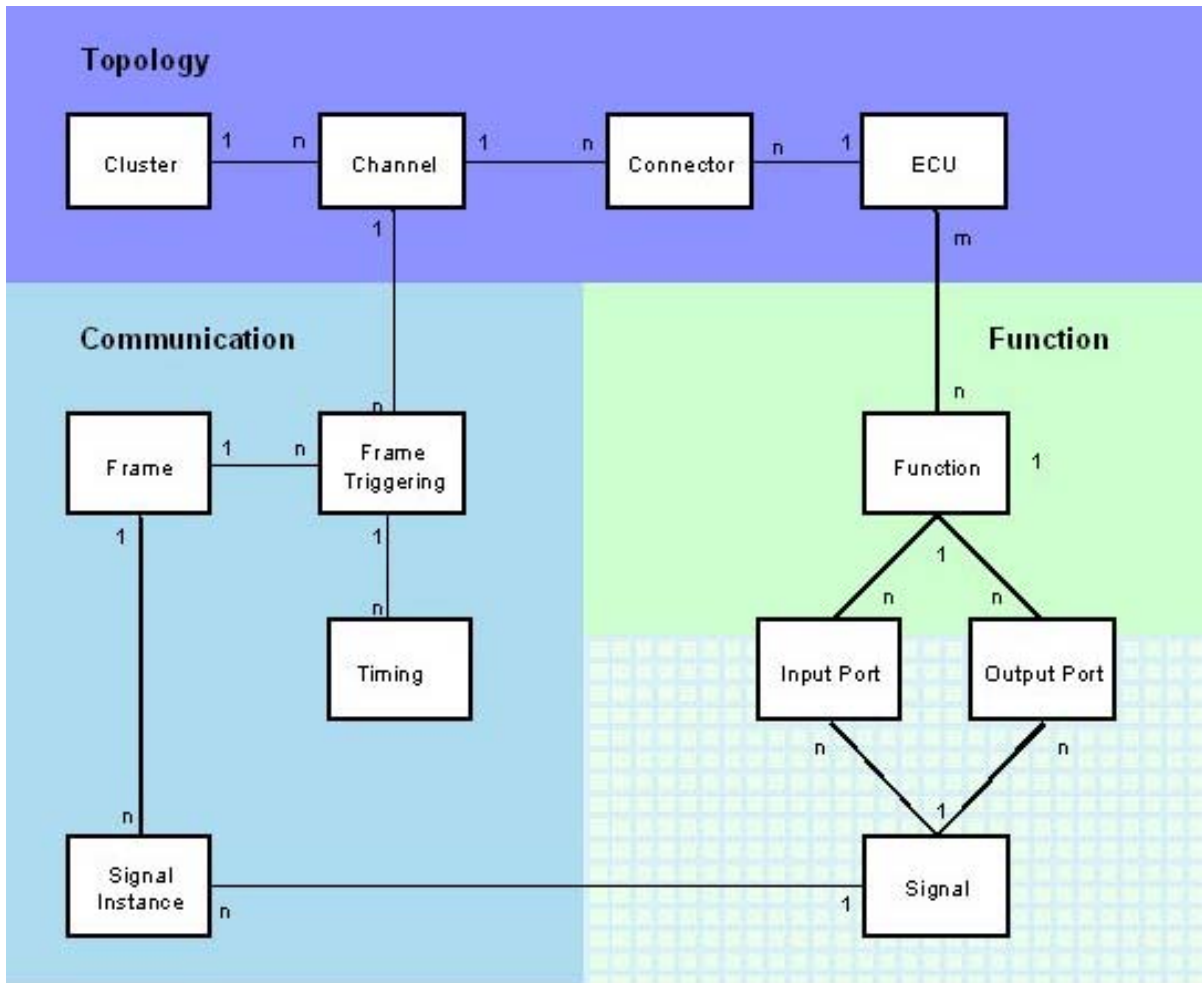 Topology
Cluster
1
n
Channel
1
n
Connector
n
1
ECU
1
m
Communication
Function
n
n
Frame
1
n
Frame
Triggering
Function
1
1
1
1
n
n
n
Timing
Input Port
Output Port
n
n
n
1
Signal
Instance
n
1
Signal